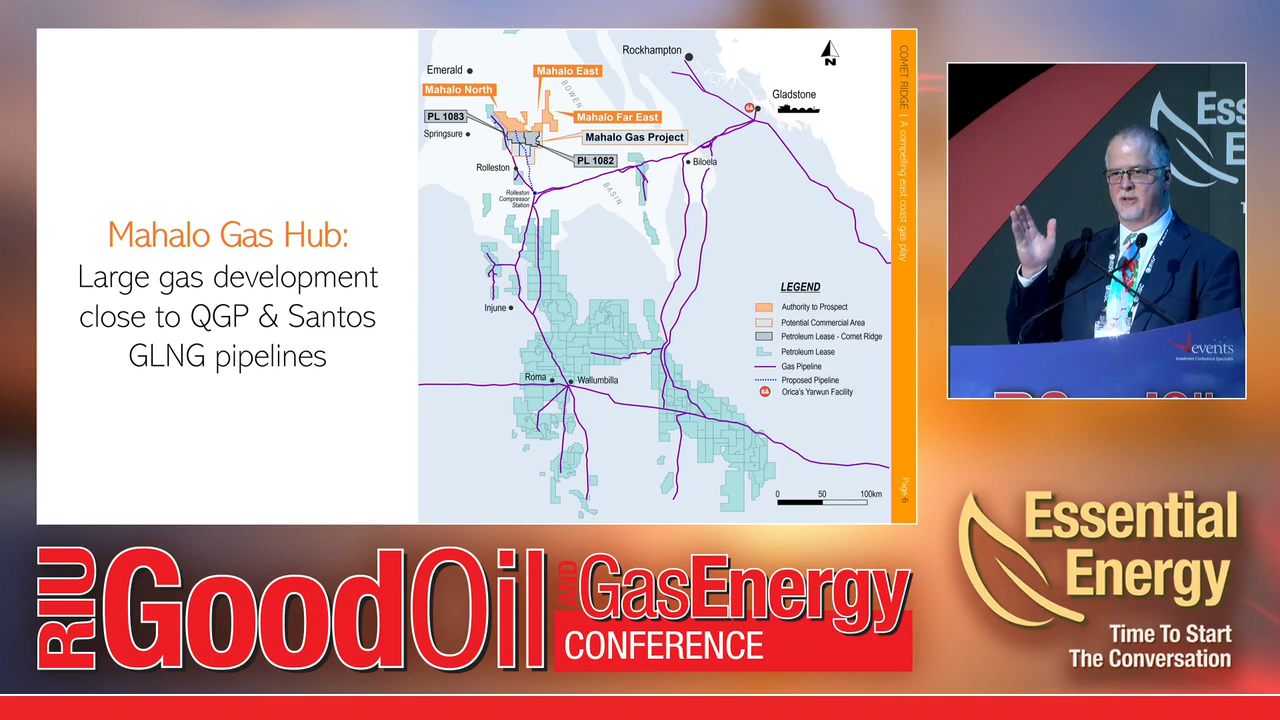 Mahalo Gas Hub:
Large gas development
close to QGP & Santos
GLNG pipelines
Rockhampton
N
Emerald
Mahalo East
Mahalo North
BOWEN
Gladstone
PL 1083
Mahalo Far East
Springsure
Mahalo Gas Project
PL 1082
Biloela
Rolleston
Rolleston
Compressor
Station
BASIN
Injune
LEGEND
Authority to Prospect
Potential Commercial Area
Petroleum Lease - Comet Ridge
Petroleum Lease
Gas Pipeline
Proposed Pipeline
Orica's Yarwun Facility
Roma
Wallumbilla
0 50 100km
COMET RIDGE | A compelling east coast gas play
Page 6
Ess
E
T
events
Investment Conference Specialists
RIU
GoodOil
AND
GasEnergy
CONFERENCE
Essential
Energy
Time To Start
The Conversation